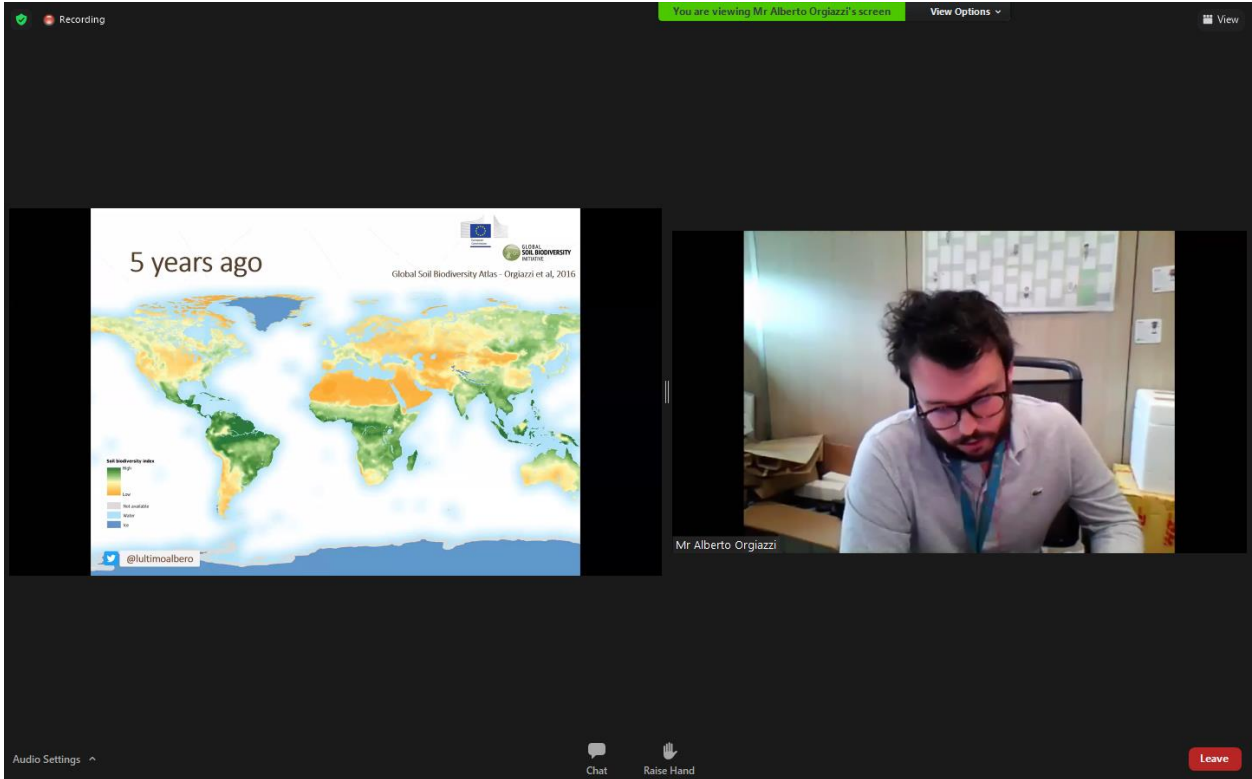 Recording
You are viewing Mr Alberto Orgiazzi's screen
View Options
View
European
Commission
GLOBAL
SOIL BIODIVERSITY
INITIATIVE
5 years ago
Global Soil Biodiversity Atlas - Orgiazzi et al, 2016
Soil biodiversity index
High
Low
Not available
Water
Ice
@lultimoalbero
Mr Alberto Orgiazzi
Audio Settings
Chat
Raise Hand
Leave